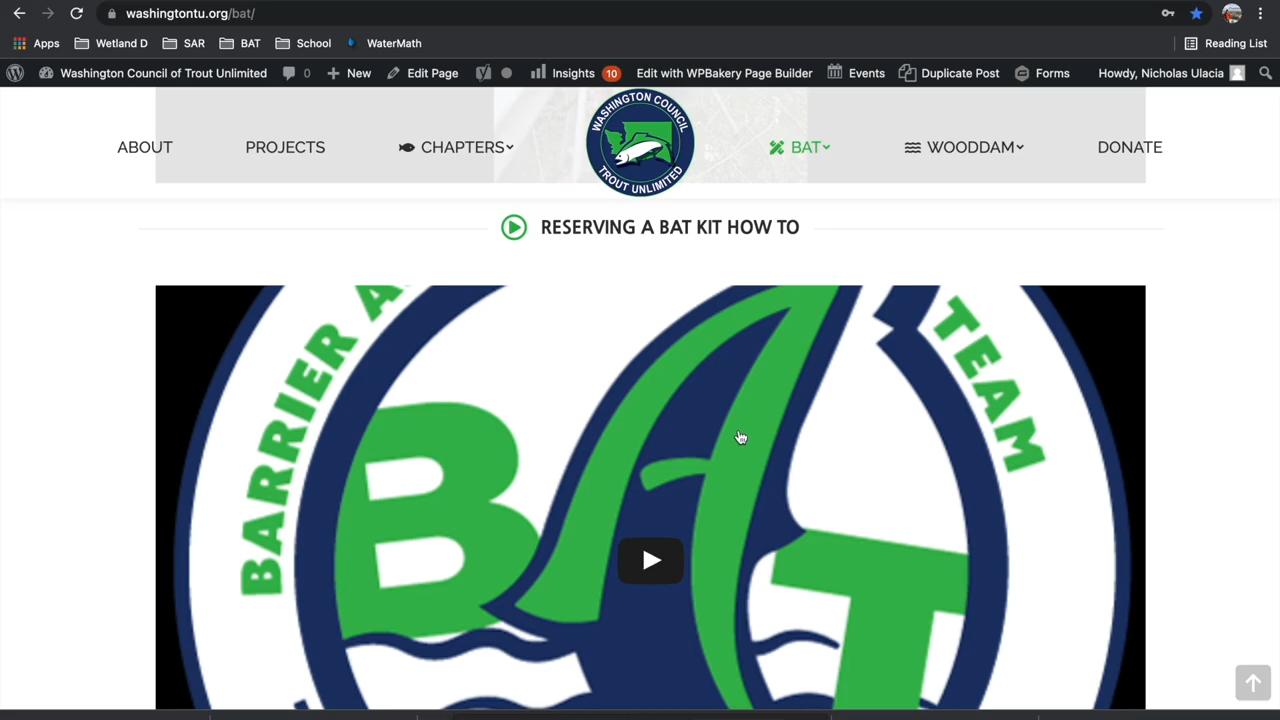 washingtontu.org/bat/
Apps Wetland D SAR BAT School WaterMath Reading List
Washington Council of Trout Unlimited 0 New Edit Page Insights 10 Edit with WPBakery Page Builder Events Duplicate Post Forms Howdy, Nicholas Ulacia
WASHINGTON COUNCIL
ABOUT PROJECTS CHAPTERS BAT WOODDAM DONATE
TROUT UNLIMITED
RESERVING A BAT KIT HOW TO
BARRIER A TEAM
BAT